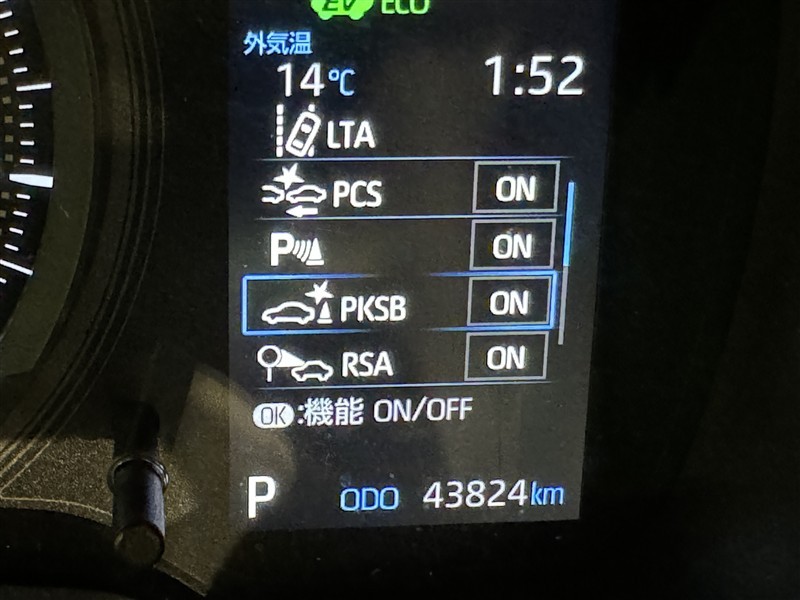 EV ECO
外気温
14℃ 1:52
LTA
PCS ON
P ON
PKSB ON
RSA ON
OK:機能 ON/OFF
P ODO 43824km